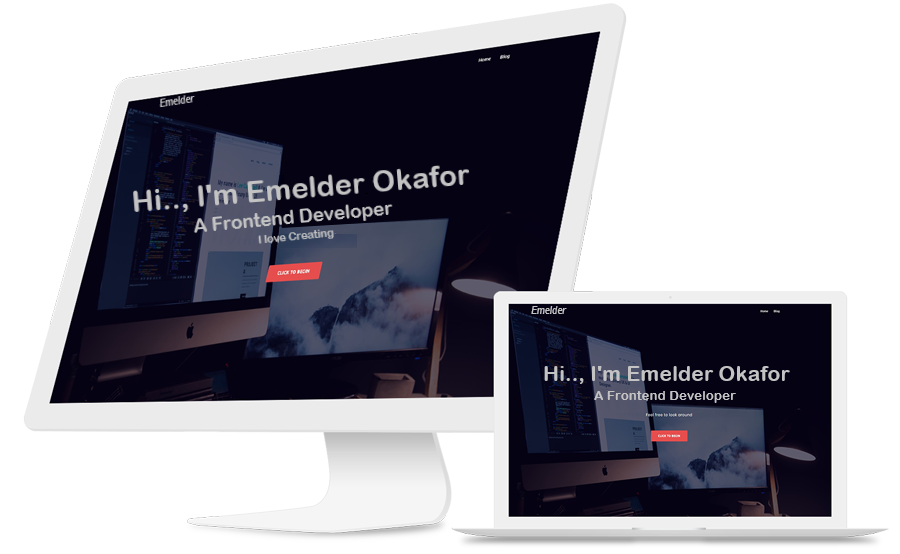 Home Blog
Emelder
Hi.., I'm Emelder Okafor
A Frontend Developer
I love Creating
CLICK TO BEGIN
Emelder
Home Blog
Hi.., I'm Emelder Okafor
A Frontend Developer
Feel free to look around
CLICK TO BEGIN